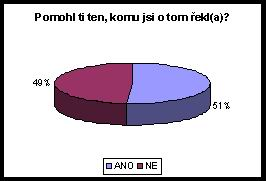 Pomohl ti ten, komu jsi o tom řekl(a)?
49%
51%
ANO NE